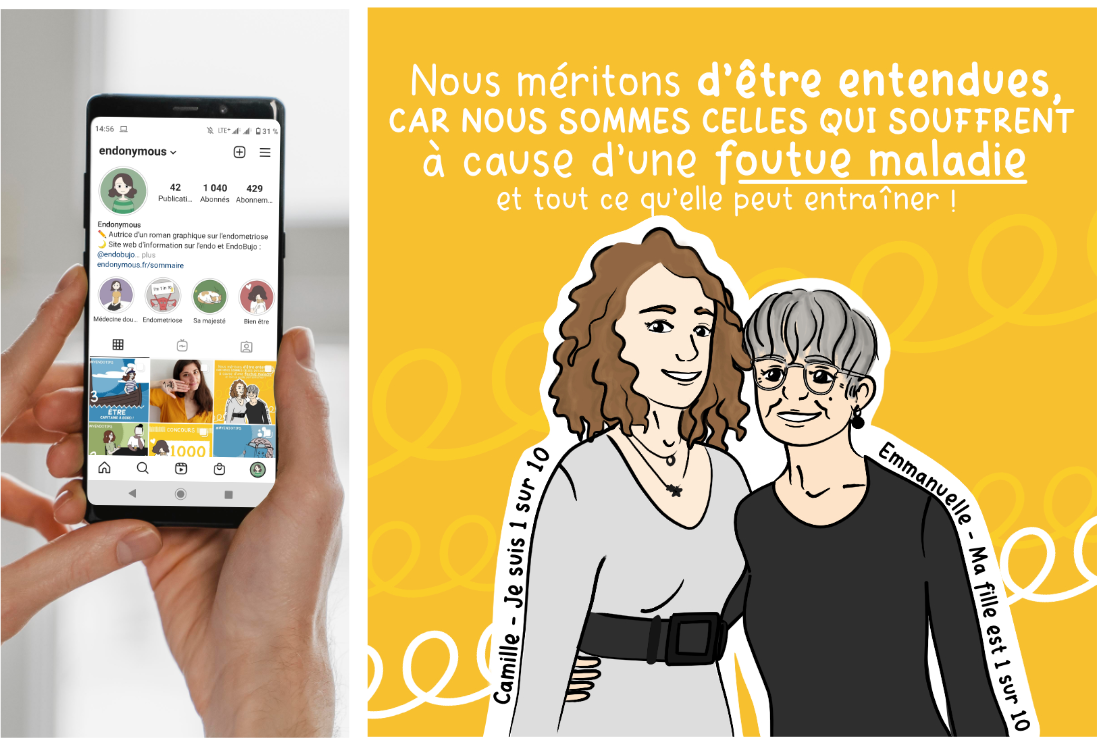 14:56 LTE+ 31 %
endonymous
42 1 040 429
Publicati... Abonnés Abonnem...
Endonymous
Autrice d'un roman graphique sur l'endometriose
Site web d'information sur l'endo et EndoBujo :
@endobujo... plus
endonymous.fr/sommaire
Médecine dou... Endometriose Sa majesté Bien être
3
ÊTRE
CONCOURS
1000
Nous méritons d'être entendues,
CAR NOUS SOMMES CELLES QUI SOUFFRENT
à cause d'une foutue maladie
et tout ce qu'elle peut entraîner !
Camille - Je suis 1 sur 10
Emmanuelle - Ma fille est 1 sur 10